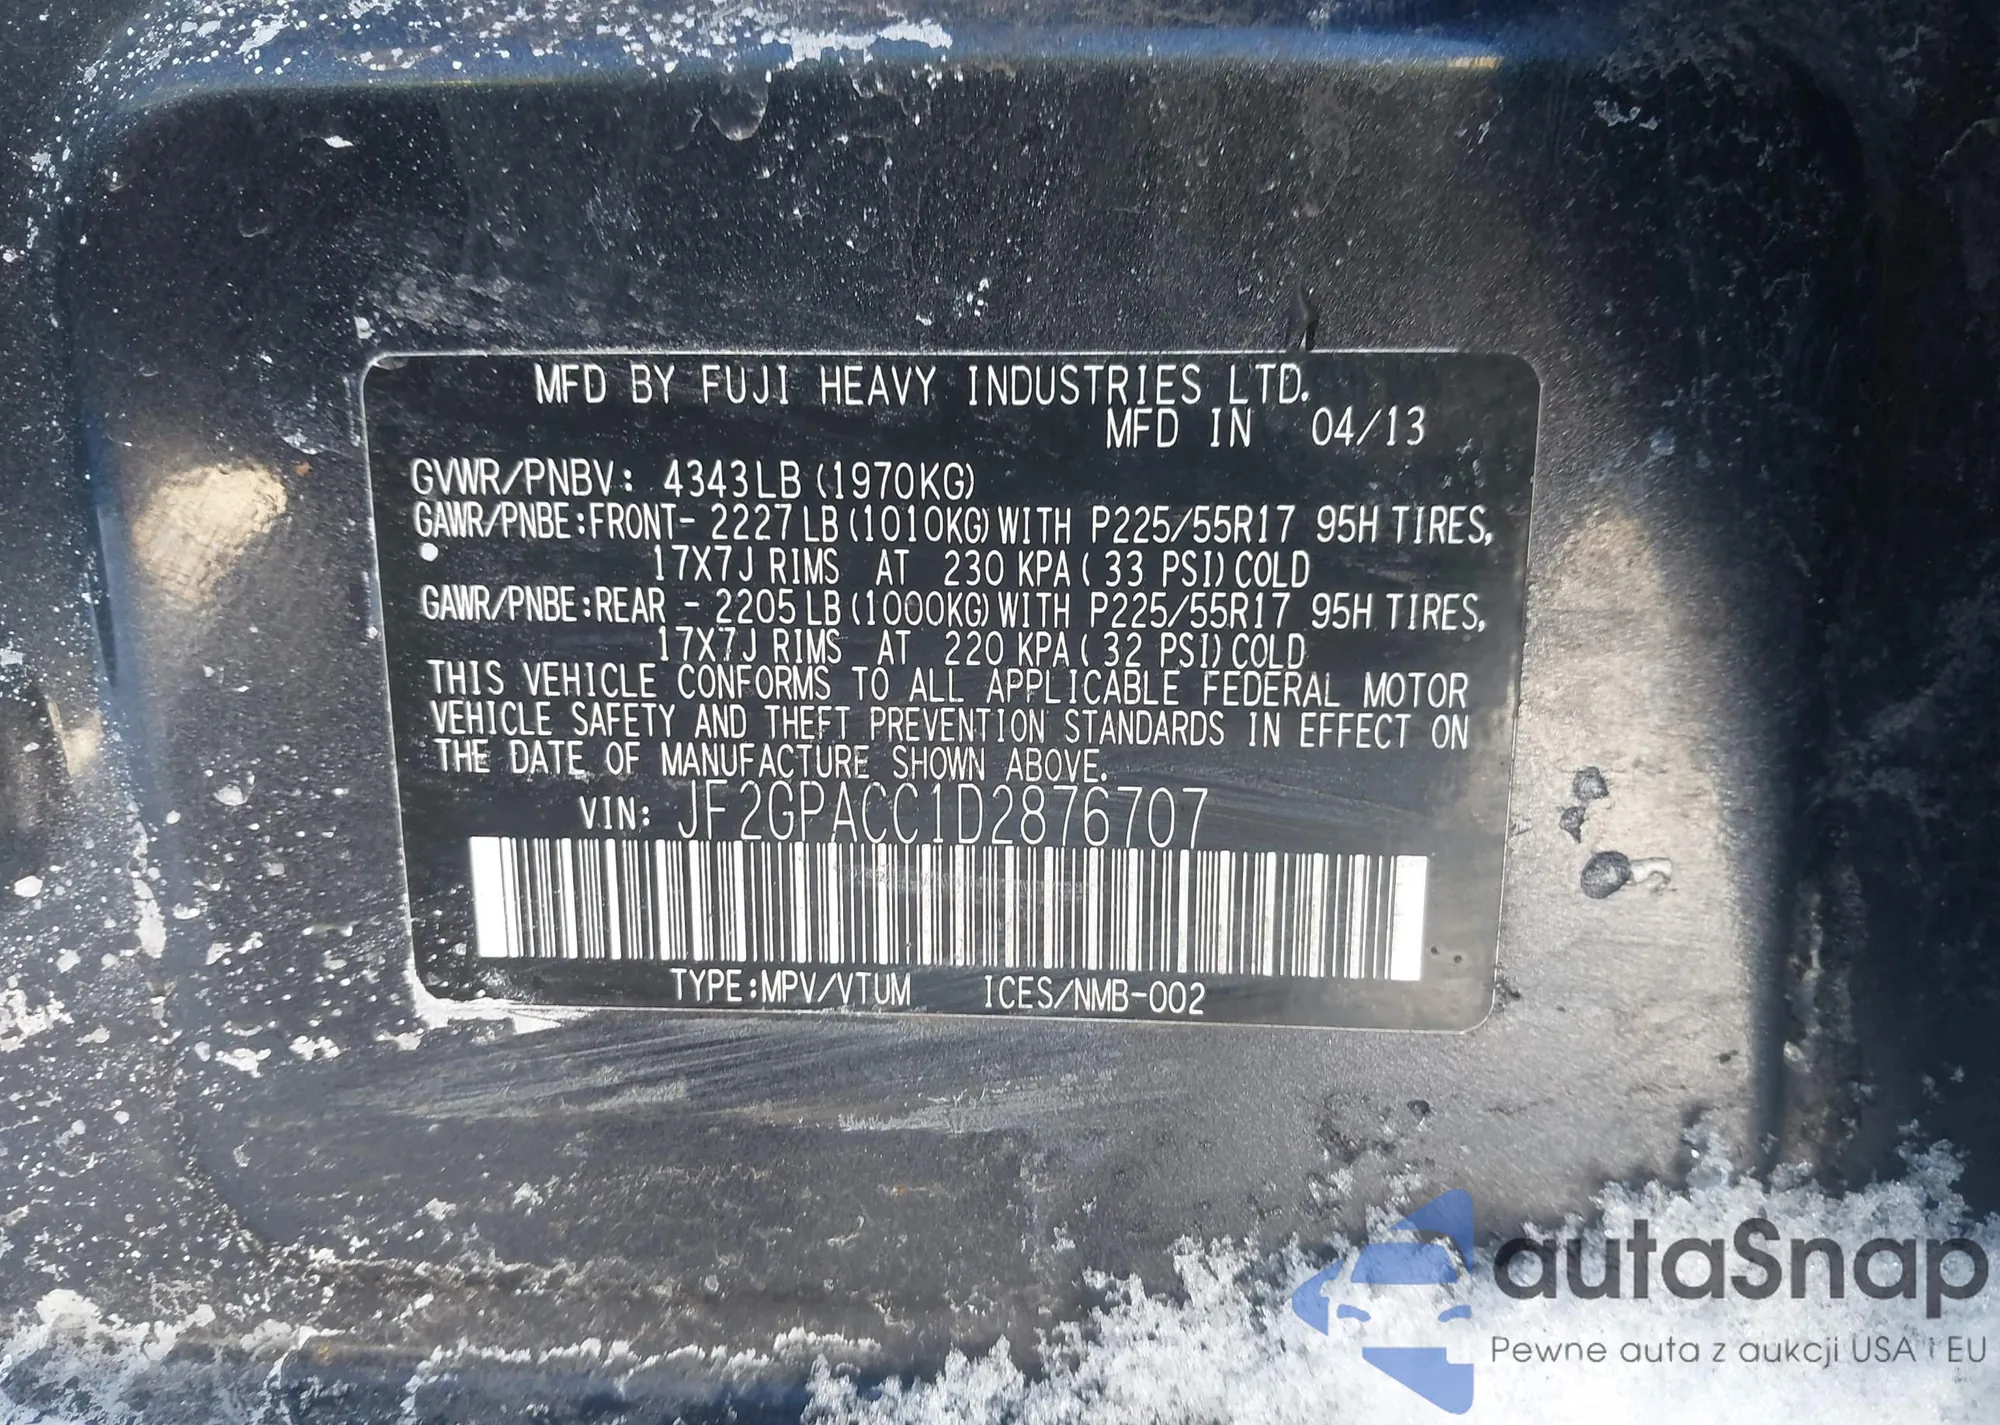 MFD BY FUJI HEAVY INDUSTRIES LTD.
MFD IN 04/13
GVWR/PNBV: 4343LB (1970KG)
GAWR/PNBE:FRONT- 2227 LB (1010KG) WITH P225/55R17 95H TIRES,
17X7J RIMS AT 230 KPA ( 33 PSI) COLD
GAWR/PNBE:REAR - 2205 LB (1000KG) WITH P225/55R17 95H TIRES,
17X7J RIMS AT 220 KPA ( 32 PSI) COLD
THIS VEHICLE CONFORMS TO ALL APPLICABLE FEDERAL MOTOR
VEHICLE SAFETY AND THEFT PREVENTION STANDARDS IN EFFECT ON
THE DATE OF MANUFACTURE SHOWN ABOVE.
VIN: JF2GPACC1D2876707
TYPE:MPV/VTUM ICES/NMB-002
autaSnap
Pewne auta z aukcji USA i EU